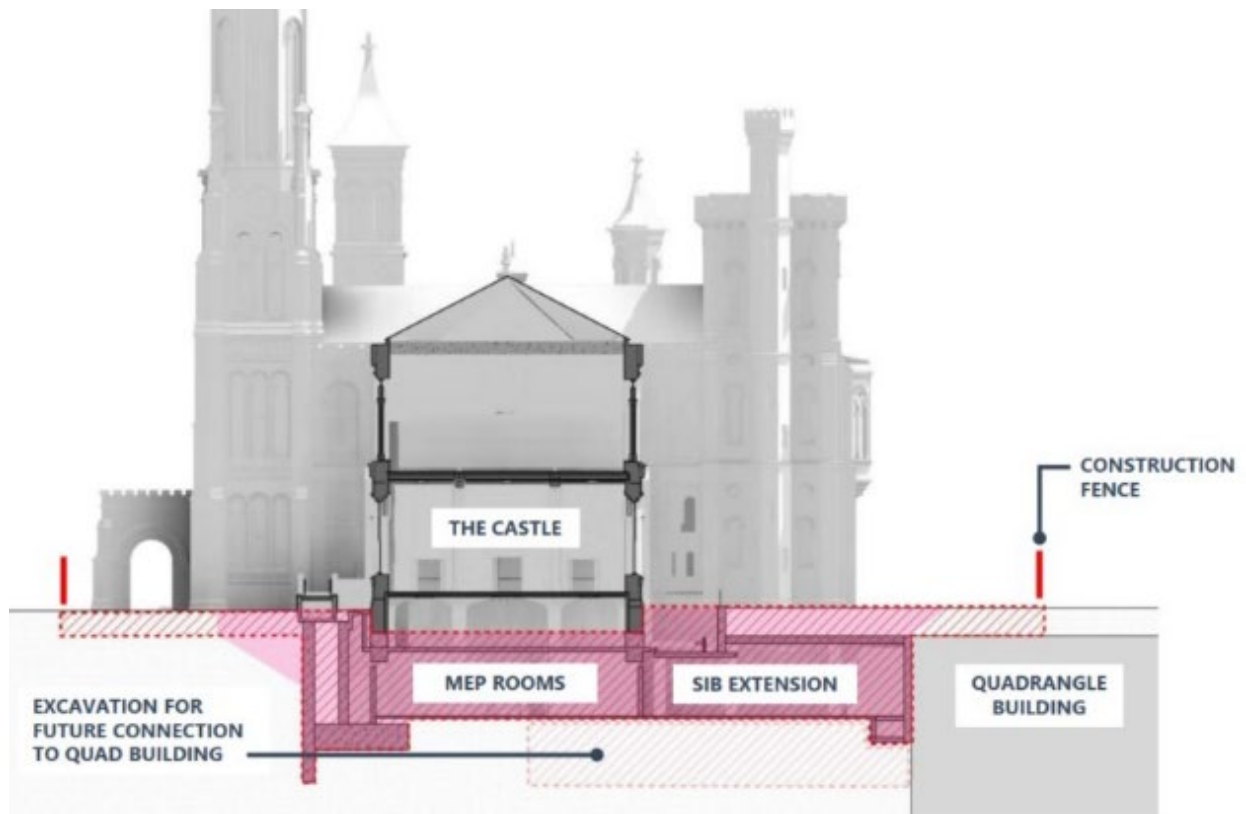 THE CASTLE
CONSTRUCTION
FENCE
MEP ROOMS
SIB EXTENSION
QUADRANGLE
BUILDING
EXCAVATION FOR
FUTURE CONNECTION
TO QUAD BUILDING